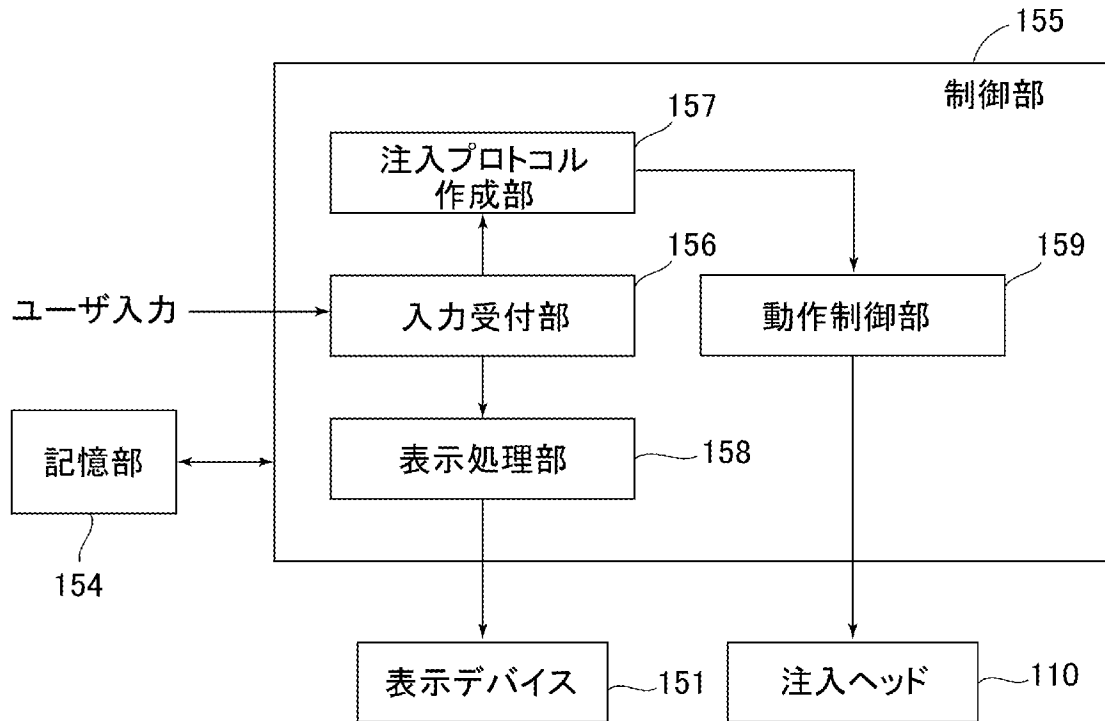 155
制御部
157
注入プロトコル
作成部
156
159
ユーザ入力
入力受付部
動作制御部
記憶部
表示処理部
158
154
表示デバイス
151
注入ヘッド
110